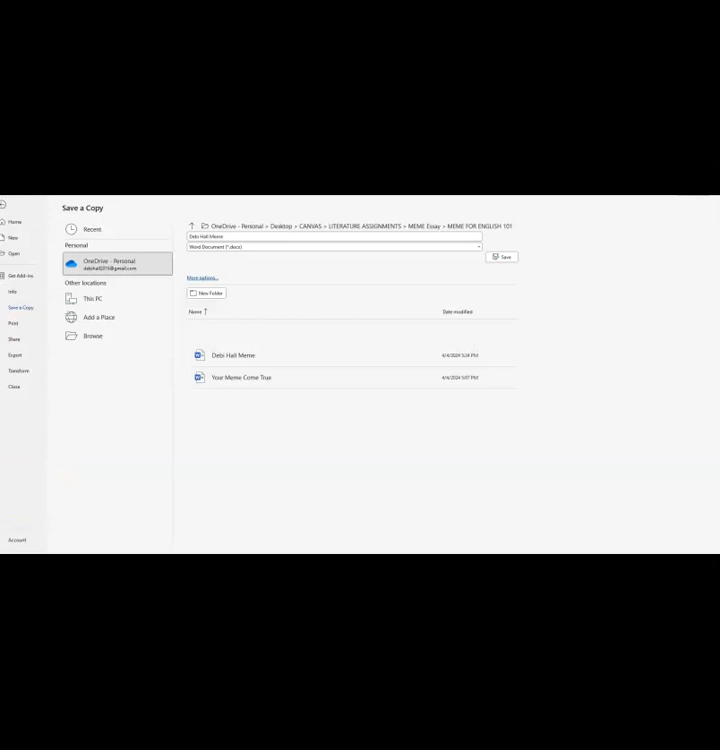 Save a Copy
Home
New
Open
Get Add-ins
Info
Save a Copy
Print
Share
Export
Transform
Close
Account
Recent
Personal
OneDrive - Personal
Other locations
This PC
Add a Place
Browse
OneDrive - Personal > Desktop > CANVAS > LITERATURE ASSIGNMENTS > MEME Essay > MEME FOR ENGLISH 101
Debi Hall Meme
Word Document (*.docx)
Save
More options...
New Folder
Name ↑ Date modified
Debi Hall Meme 4/4/2024 5:24 PM
Your Meme Come True 4/4/2024 5:07 PM